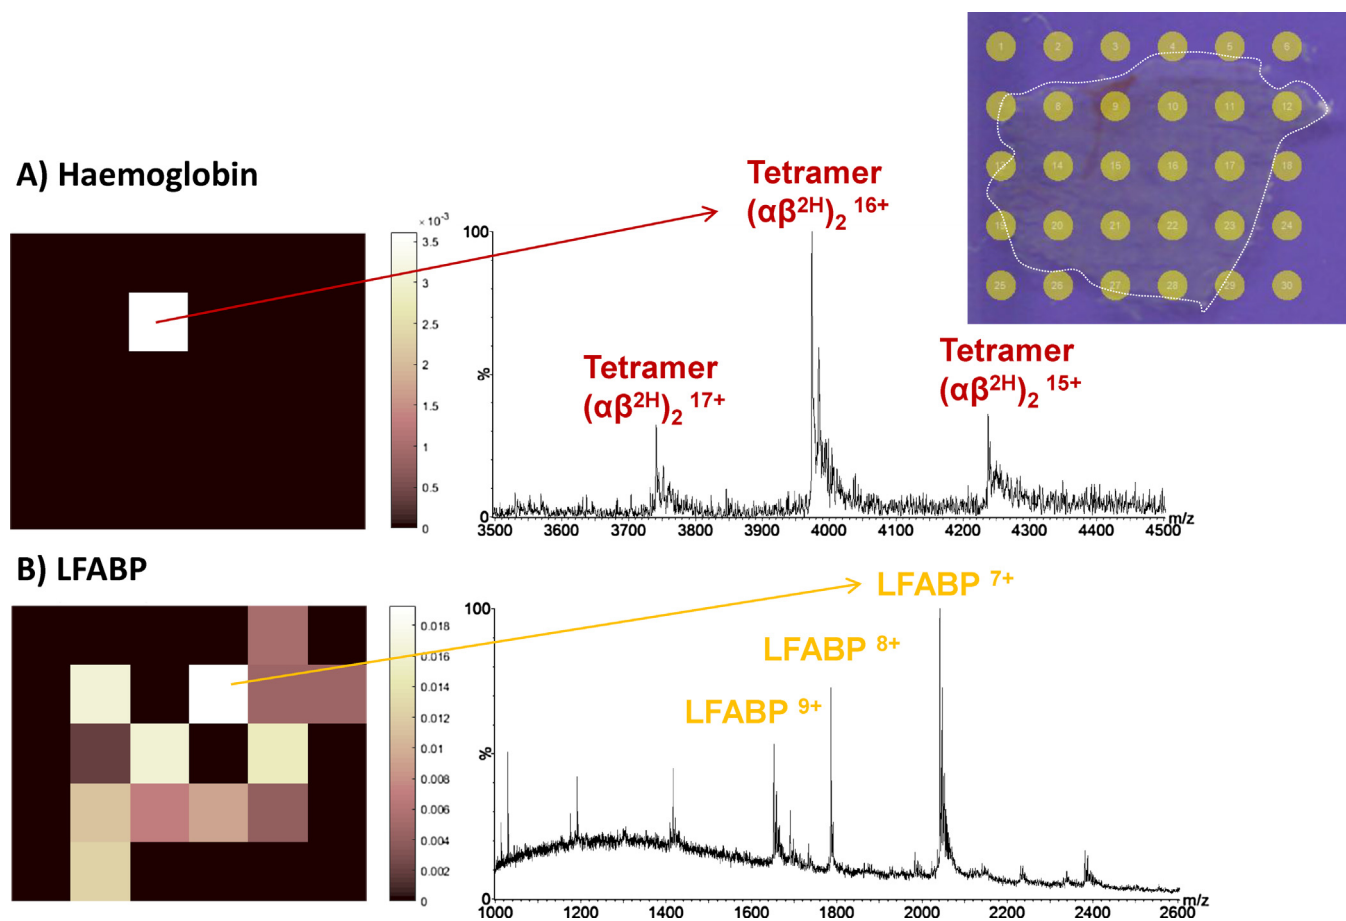 1 2 3 4 5 6
8 9 10 11 12
13 14 15 16 17 18
19 20 21 22 23 24
25 26 27 28 29 30
A) Haemoglobin
× 10⁻³
3.5
3
2.5
2
1.5
1
0.5
0
Tetramer
(αβ²ᴴ)₂ ¹⁶⁺
Tetramer
(αβ²ᴴ)₂ ¹⁷⁺
Tetramer
(αβ²ᴴ)₂ ¹⁵⁺
100
%
0
3500 3600 3700 3800 3900 4000 4100 4200 4300 4400 4500 m/z
B) LFABP
0.018
0.016
0.014
0.012
0.01
0.008
0.006
0.004
0.002
0
LFABP ⁷⁺
LFABP ⁸⁺
LFABP ⁹⁺
100
%
0
1000 1200 1400 1600 1800 2000 2200 2400 2600 m/z